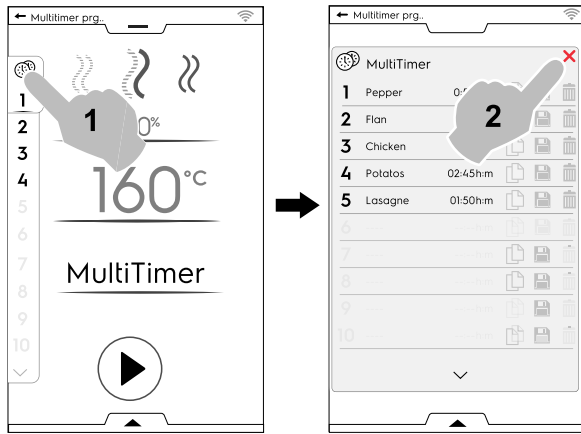 ← Multitimer prg..
1
2
3
4
5
6
7
8
9
10
1
0%
160°C
MultiTimer
← Multitimer prg..
MultiTimer
1 Pepper 0:
2 Flan
3 Chicken
4 Potatos 02:45h:m
5 Lasagne 01:50h:m
6 --- --:--h:m
7 --- --:--h:m
8 --- --:--h:m
9 --- --:--h:m
10 --- --:--h:m
2